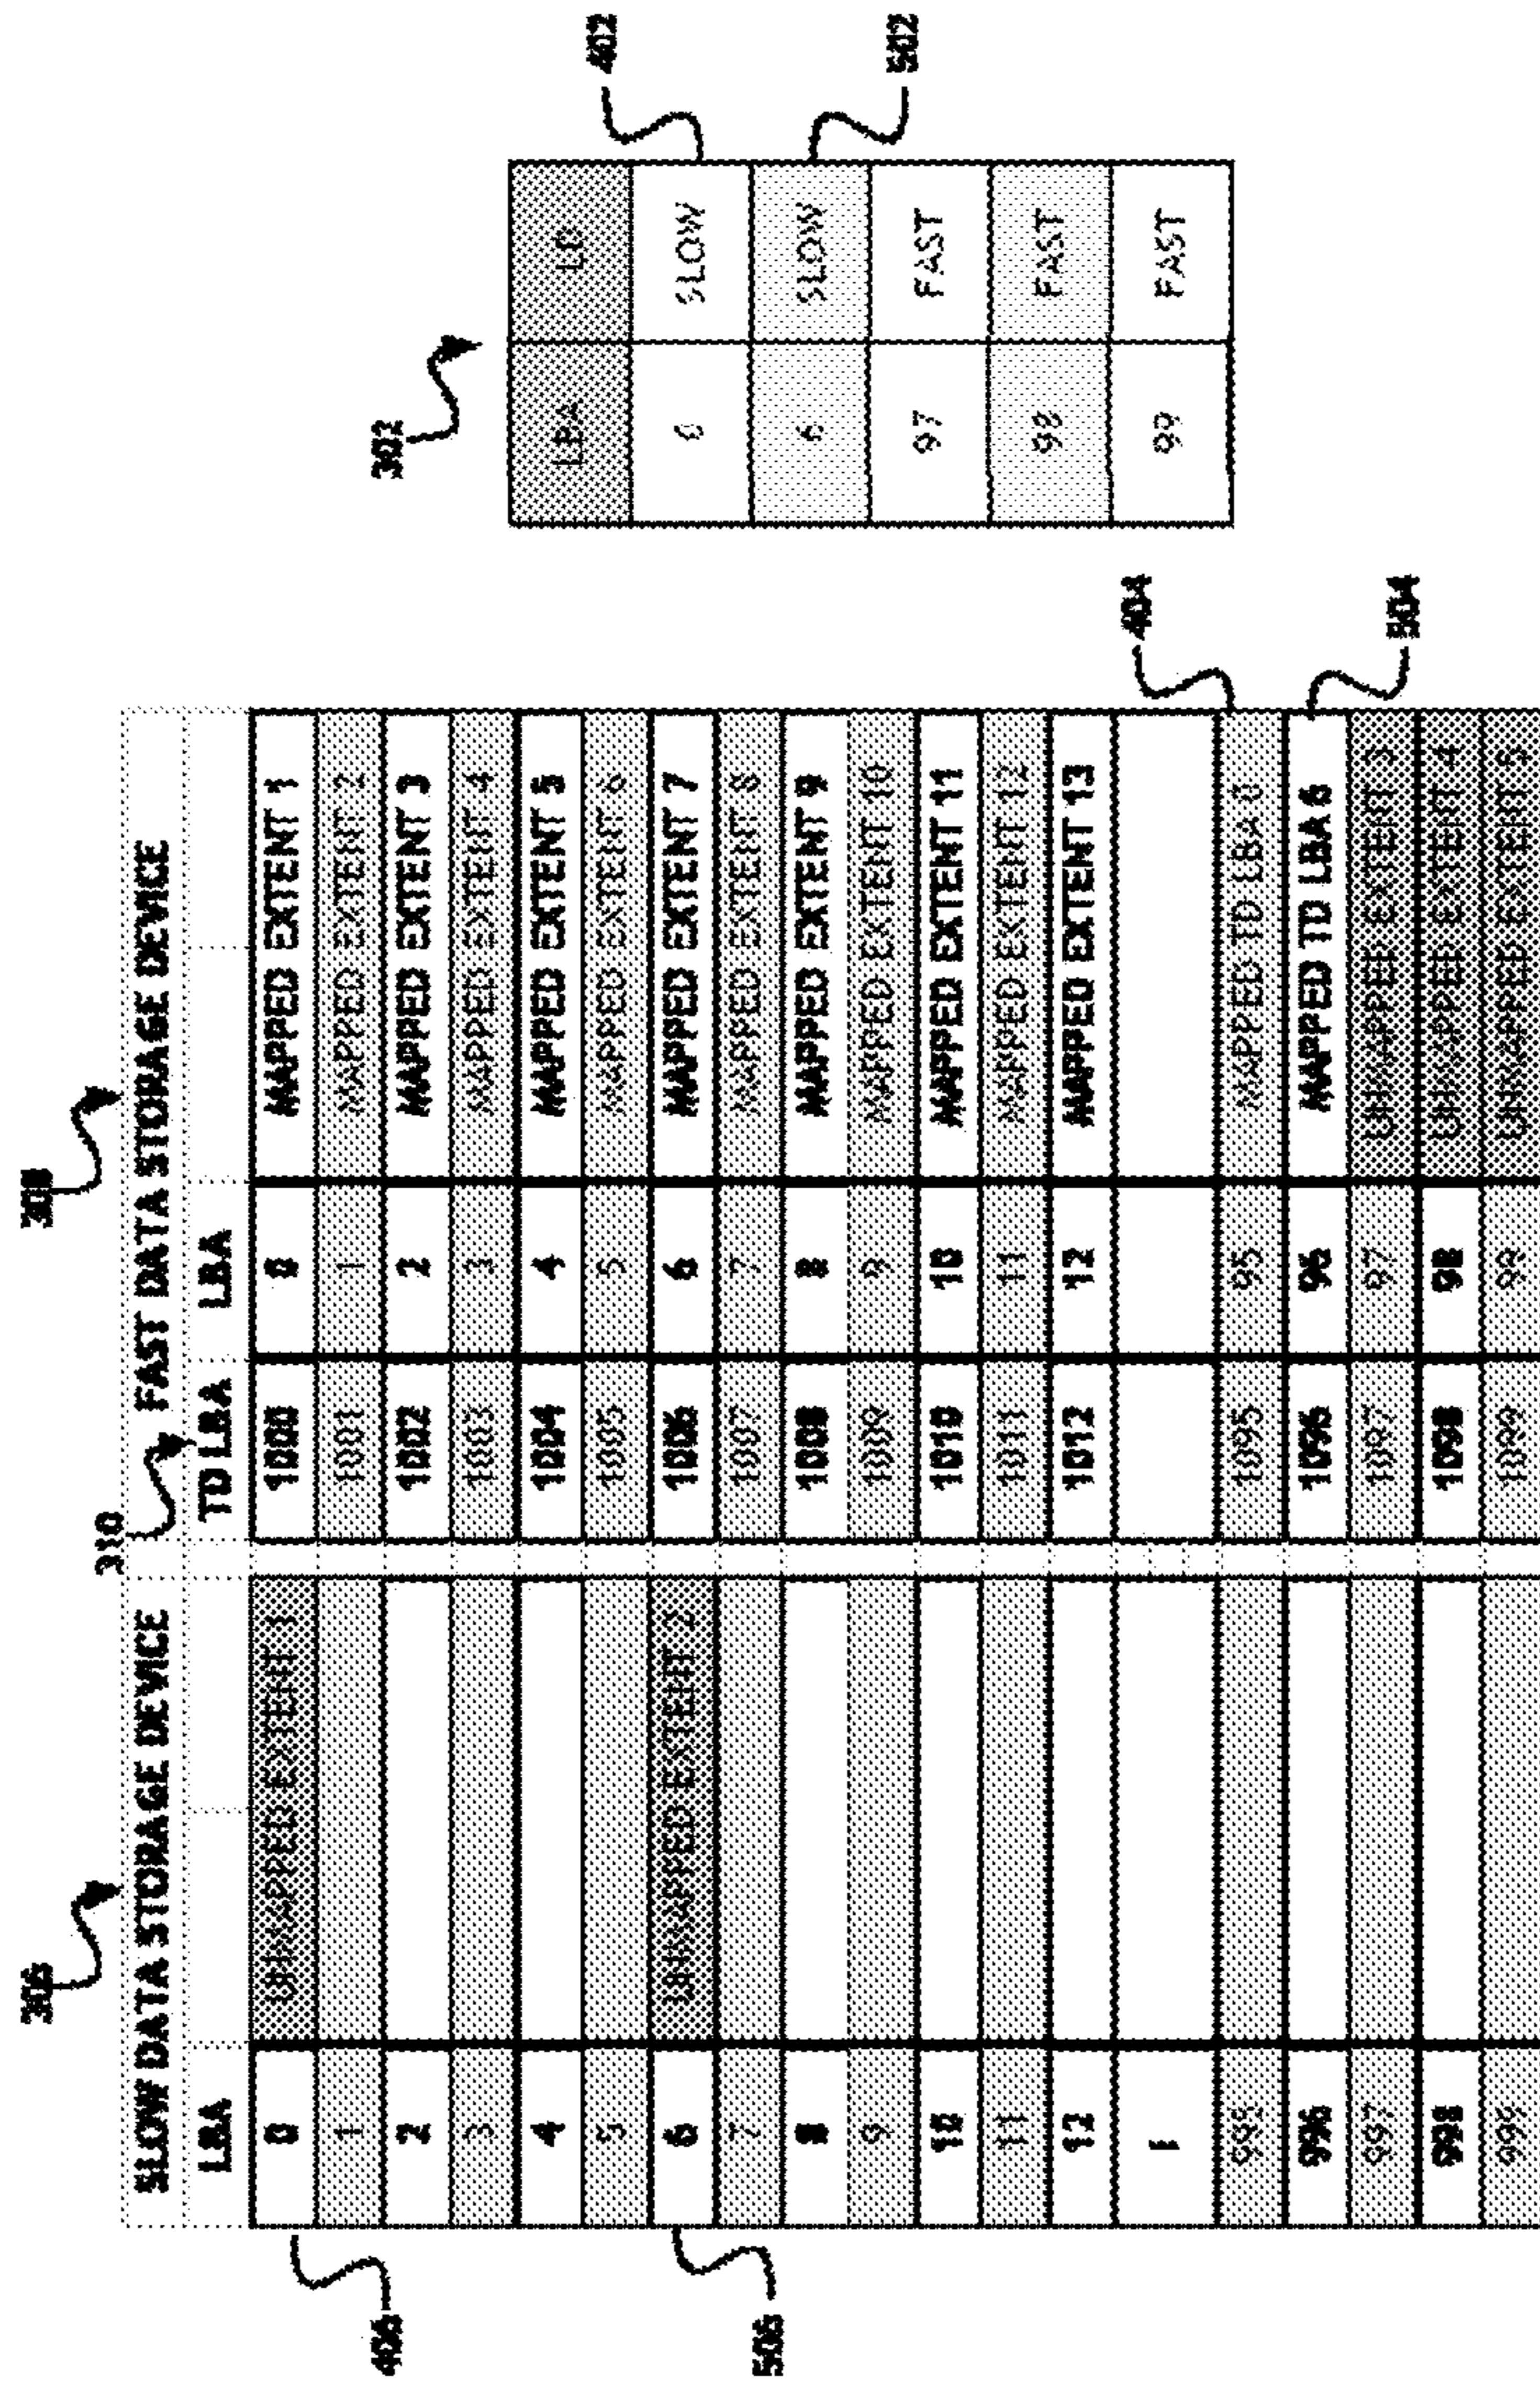 306 308
310
SLOW DATA STORAGE DEVICE FAST DATA STORAGE DEVICE
LBA TD LBA LBA
0 UNMAPPED EXTENT 1 1000 0 MAPPED EXTENT 1
1 1001 1 MAPPED EXTENT 2
2 1002 2 MAPPED EXTENT 3
3 1003 3 MAPPED EXTENT 4
4 1004 4 MAPPED EXTENT 5
5 1005 5 MAPPED EXTENT 6
6 UNMAPPED EXTENT 2 1006 6 MAPPED EXTENT 7
7 1007 7 MAPPED EXTENT 8
8 1008 8 MAPPED EXTENT 9
9 1009 9 MAPPED EXTENT 10
10 1010 10 MAPPED EXTENT 11
11 1011 11 MAPPED EXTENT 12
12 1012 12 MAPPED EXTENT 13
995 1095 95 MAPPED TD LBA 0
996 1096 96 MAPPED TD LBA 6
997 1097 97 UNMAPPED EXTENT 3
998 1098 98 UNMAPPED EXTENT 4
999 1099 99 UNMAPPED EXTENT 5
406
506
404
504
302
LBA LD
0 SLOW
6 SLOW
97 FAST
98 FAST
99 FAST
402
502